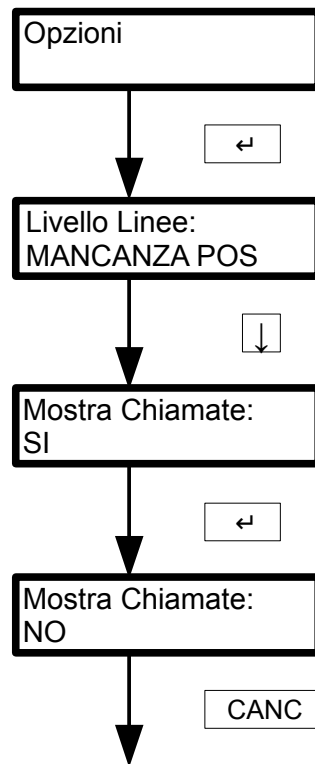 Opzioni
↵
Livello Linee:
MANCANZA POS
↓
Mostra Chiamate:
SI
↵
Mostra Chiamate:
NO
CANC